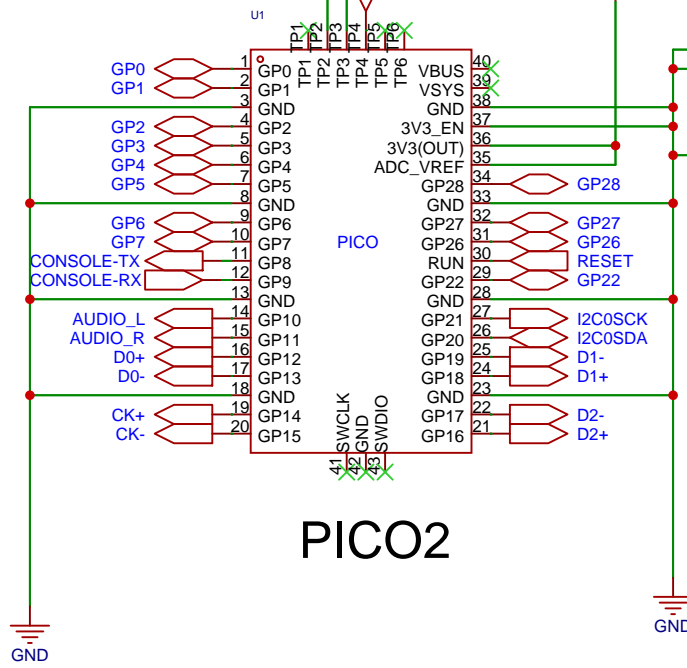 U1
TP1
TP2
TP3
TP4
TP5
TP6
TP1
TP2
TP3
TP4
TP5
TP6
GP0 1 GP0 VBUS 40
GP1 2 GP1 VSYS 39
3 GND GND 38
GP2 4 GP2 3V3_EN 37
GP3 5 GP3 3V3(OUT) 36
GP4 6 GP4 ADC_VREF 35
GP5 7 GP5 GP28 34 GP28
8 GND GND 33
GP6 9 GP6 GP27 32 GP27
GP7 10 GP7 PICO GP26 31 GP26
CONSOLE-TX 11 GP8 RUN 30 RESET
CONSOLE-RX 12 GP9 GP22 29 GP22
13 GND GND 28
AUDIO_L 14 GP10 GP21 27 I2C0SCK
AUDIO_R 15 GP11 GP20 26 I2C0SDA
D0+ 16 GP12 GP19 25 D1-
D0- 17 GP13 GP18 24 D1+
18 GND GND 23
CK+ 19 GP14 GP17 22 D2-
CK- 20 GP15 GP16 21 D2+
SWCLK
GND
SWDIO
41
42
43
PICO2
GND
GND